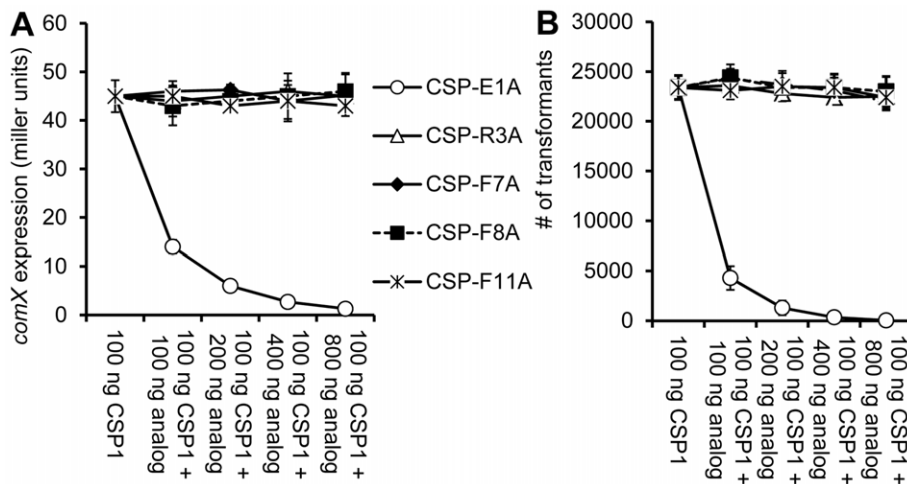 A
comX expression (miller units)
60
50
40
30
20
10
0
100 ng CSP1
100 ng CSP1 +
100 ng analog
100 ng CSP1 +
200 ng analog
100 ng CSP1 +
400 ng analog
100 ng CSP1 +
800 ng analog
CSP-E1A
CSP-R3A
CSP-F7A
CSP-F8A
CSP-F11A
B
# of transformants
30000
25000
20000
15000
10000
5000
0
100 ng CSP1
100 ng CSP1 +
100 ng analog
100 ng CSP1 +
200 ng analog
100 ng CSP1 +
400 ng analog
100 ng CSP1 +
800 ng analog